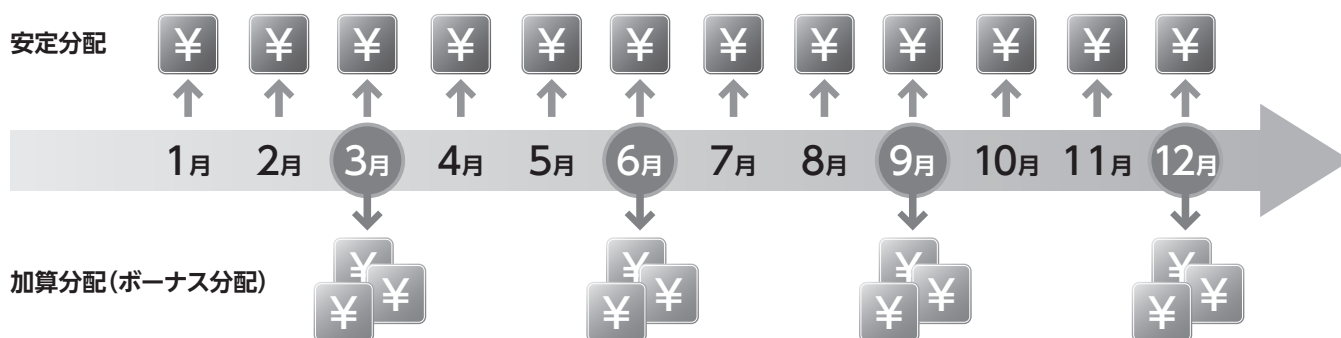 安定分配
¥ ¥ ¥ ¥ ¥ ¥ ¥ ¥ ¥ ¥ ¥ ¥
1月 2月 3月 4月 5月 6月 7月 8月 9月 10月 11月 12月
加算分配(ボーナス分配)
¥ ¥ ¥ ¥
¥ ¥ ¥ ¥
¥ ¥ ¥ ¥